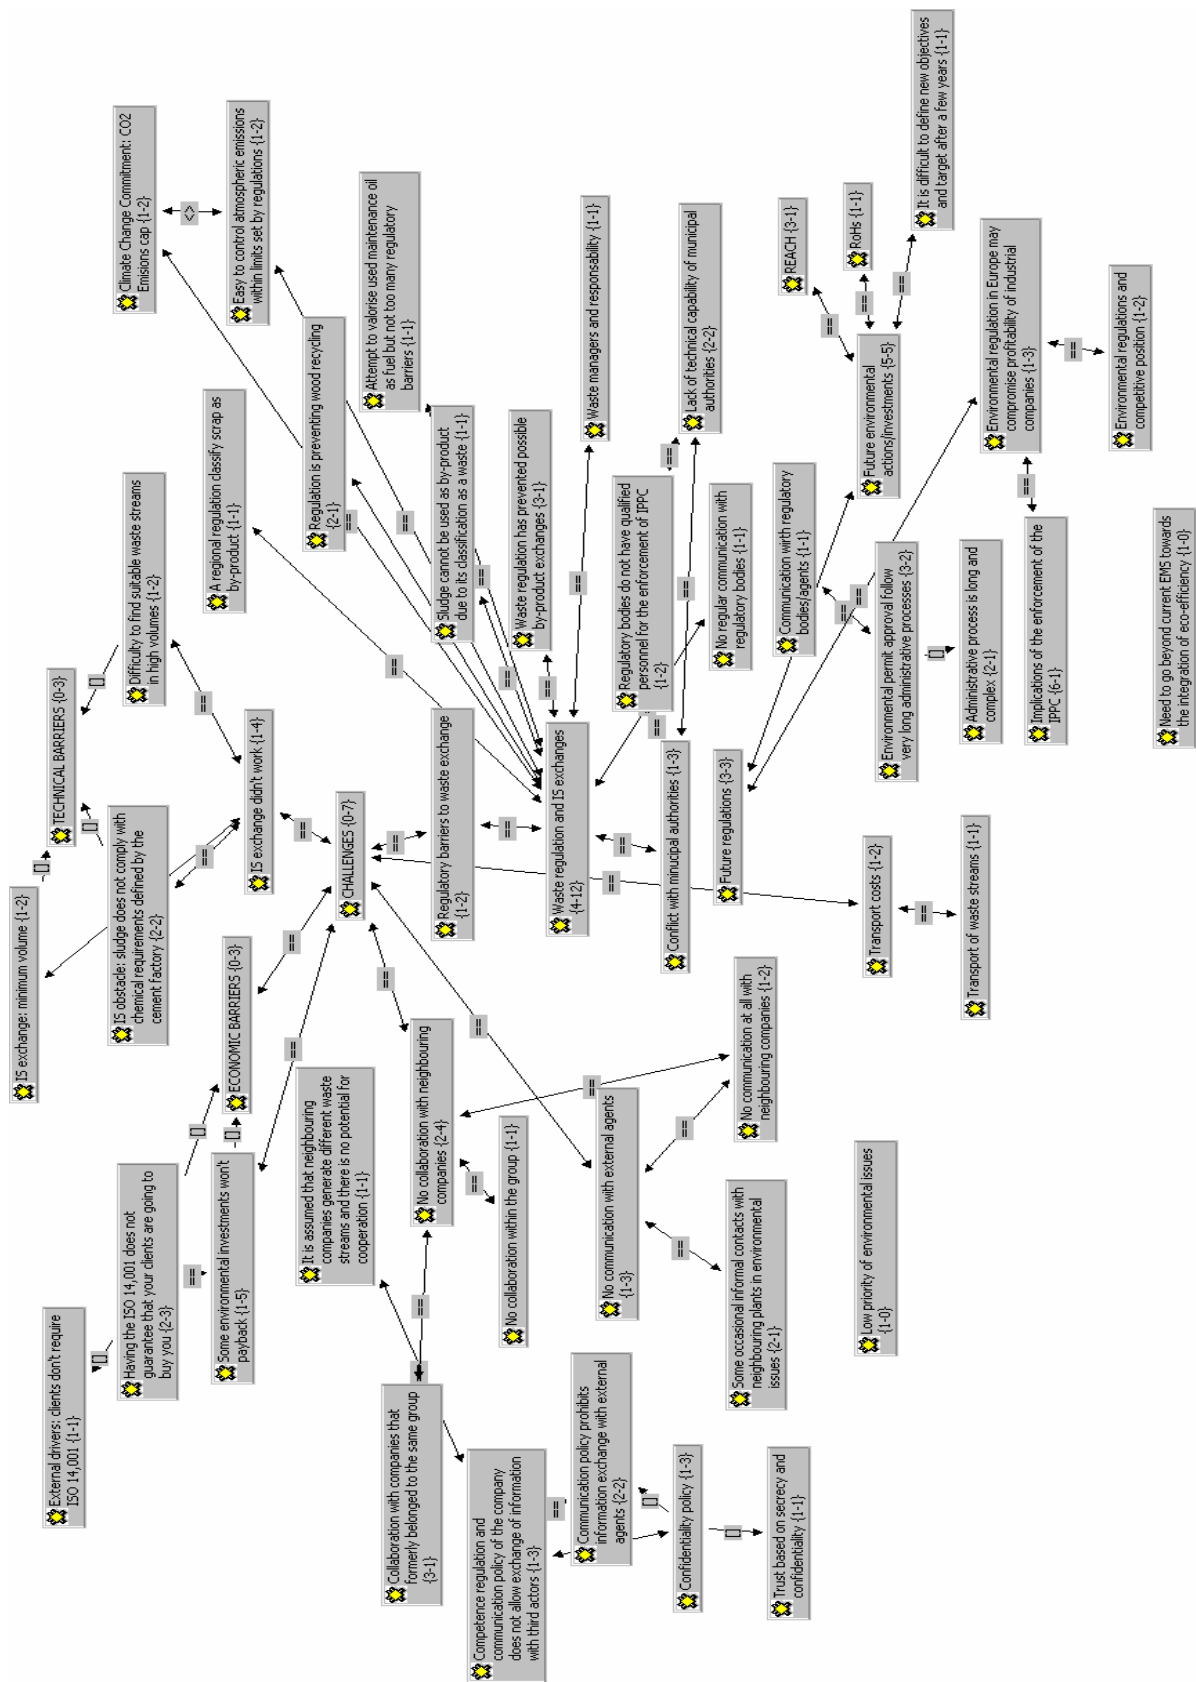 IS exchange: minimum volume {1-2}
External drivers: clients don't require
ISO 14,001 {1-1}
TECHNICAL BARRIERS {0-3}
Having the ISO 14,001 does not
guarantee that your clients are going to
buy you {2-3}
IS obstacle: sludge does not comply with
chemical requirements defined by the
cement factory {2-2}
Difficulty to find suitable waste streams
in high volumes {1-2}
Climate Change Commitment: CO2
Emisions cap {1-2}
Some environmental investments won't
payback {1-5}
ECONOMIC BARRIERS {0-3}
IS exchange didn't work {1-4}
A regional regulation classify scrap as
by-product {1-1}
Easy to control atmospheric emissions
within limits set by regulations {1-2}
It is assumed that neighbouring
companies generate different waste
streams and there is no potential for
cooperation {1-1}
CHALLENGES {0-7}
Regulation is preventing wood recycling
{2-1}
Attempt to valorise used maintenance oil
as fuel but not too many regulatory
barriers {1-1}
Collaboration with companies that
formerly belonged to the same group
{3-1}
No collaboration with neighbouring
companies {2-4}
Regulatory barriers to waste exchange
{1-2}
Sludge cannot be used as by-product
due to its classification as a waste {1-1}
Competence regulation and
communication policy of the company
does not allow exchange of information
with third actors {1-3}
No collaboration within the group {1-1}
Waste regulation and IS exchanges
{4-12}
Waste regulation has prevented possible
by-product exchanges {3-1}
Waste managers and responsability {1-1}
Communication policy prohibits
information exchange with external
agents {2-2}
No communication with external agents
{1-3}
Regulatory bodies do not have qualified
personnel for the enforcement of IPPC
{1-2}
Conflict with minucipal authorities {1-3}
Lack of technical capability of municipal
authorities {2-2}
Confidentiality policy {1-3}
No communication at all with
neighbouring companies {1-2}
Some occasional informal contacts with
neighbouring plants in environmental
issues {2-1}
Future regulations {3-3}
No regular communication with
regulatory bodies {1-1}
Trust based on secrecy and
confidentiality {1-1}
Communication wirth regulatory
bodies/agents {1-1}
REACH {3-1}
RoHs {1-1}
Low priority of environmental issues
{1-0}
Transport costs {1-2}
Future environmental
actions/investments {5-5}
Environmental permit approval follow
very long administrative processes {3-2}
It is difficult to define new objectives
and target after a few years {1-1}
Transport of waste streams {1-1}
Administrative process is long and
complex {2-1}
Environmental regulation in Europe may
compromise profitability of industrial
companies {1-3}
Implications of the enforcement of the
IPPC {6-1}
Environmental regulations and
competitive position {1-2}
Need to go beyond current EMS towards
the integration of eco-efficiency {1-0}